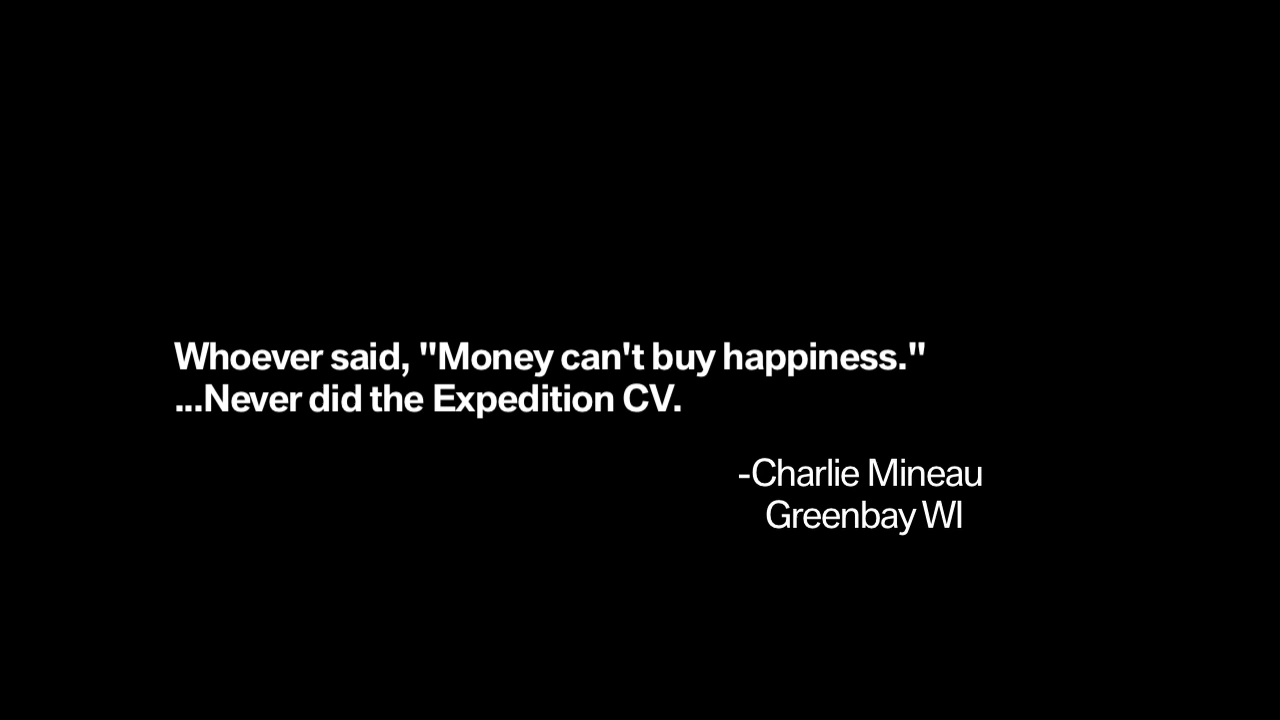 Whoever said, "Money can't buy happiness."
...Never did the Expedition CV.
-Charlie Mineau
Greenbay WI